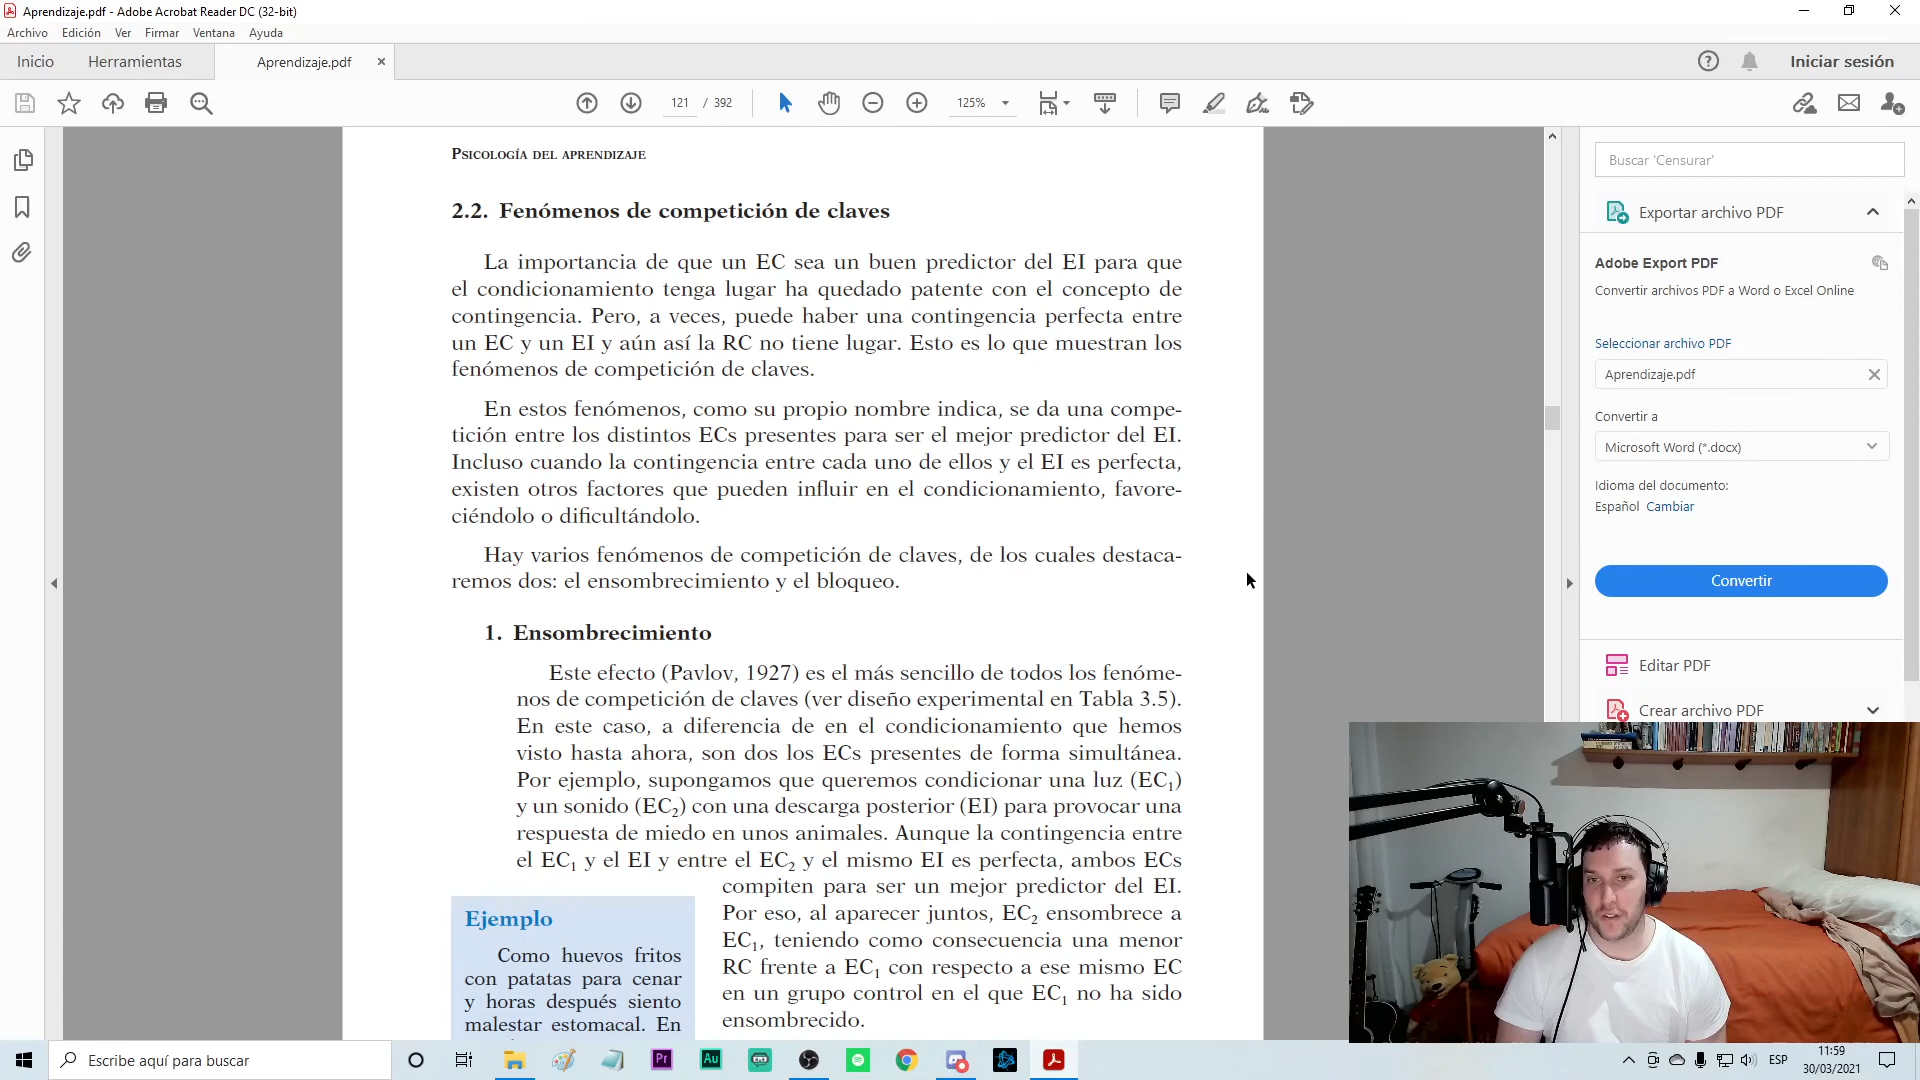 Aprendizaje.pdf - Adobe Acrobat Reader DC (32-bit)
Archivo Edición Ver Firmar Ventana Ayuda
Inicio Herramientas Aprendizaje.pdf Iniciar sesión
121 / 392 125%
PSICOLOGÍA DEL APRENDIZAJE
2.2. Fenómenos de competición de claves
La importancia de que un EC sea un buen predictor del EI para que
el condicionamiento tenga lugar ha quedado patente con el concepto de
contingencia. Pero, a veces, puede haber una contingencia perfecta entre
un EC y un EI y aún así la RC no tiene lugar. Esto es lo que muestran los
fenómenos de competición de claves.
En estos fenómenos, como su propio nombre indica, se da una compe-
tición entre los distintos ECs presentes para ser el mejor predictor del EI.
Incluso cuando la contingencia entre cada uno de ellos y el EI es perfecta,
existen otros factores que pueden influir en el condicionamiento, favore-
ciéndolo o dificultándolo.
Hay varios fenómenos de competición de claves, de los cuales destaca-
remos dos: el ensombrecimiento y el bloqueo.
1. Ensombrecimiento
Este efecto (Pavlov, 1927) es el más sencillo de todos los fenóme-
nos de competición de claves (ver diseño experimental en Tabla 3.5).
En este caso, a diferencia de en el condicionamiento que hemos
visto hasta ahora, son dos los ECs presentes de forma simultánea.
Por ejemplo, supongamos que queremos condicionar una luz (EC₁)
y un sonido (EC₂) con una descarga posterior (EI) para provocar una
respuesta de miedo en unos animales. Aunque la contingencia entre
el EC₁ y el EI y entre el EC₂ y el mismo EI es perfecta, ambos ECs
compiten para ser un mejor predictor del EI.
Por eso, al aparecer juntos, EC₂ ensombrece a
EC₁, teniendo como consecuencia una menor
RC frente a EC₁ con respecto a ese mismo EC
en un grupo control en el que EC₁ no ha sido
ensombrecido.
Ejemplo
Como huevos fritos
con patatas para cenar
y horas después siento
malestar estomacal. En
Buscar 'Censurar'
Exportar archivo PDF
Adobe Export PDF
Convertir archivos PDF a Word o Excel Online
Seleccionar archivo PDF
Aprendizaje.pdf
Convertir a
Microsoft Word (*.docx)
Idioma del documento:
Español Cambiar
Convertir
Editar PDF
Crear archivo PDF
Escribe aquí para buscar
Pr Au
ESP
11:59
30/03/2021